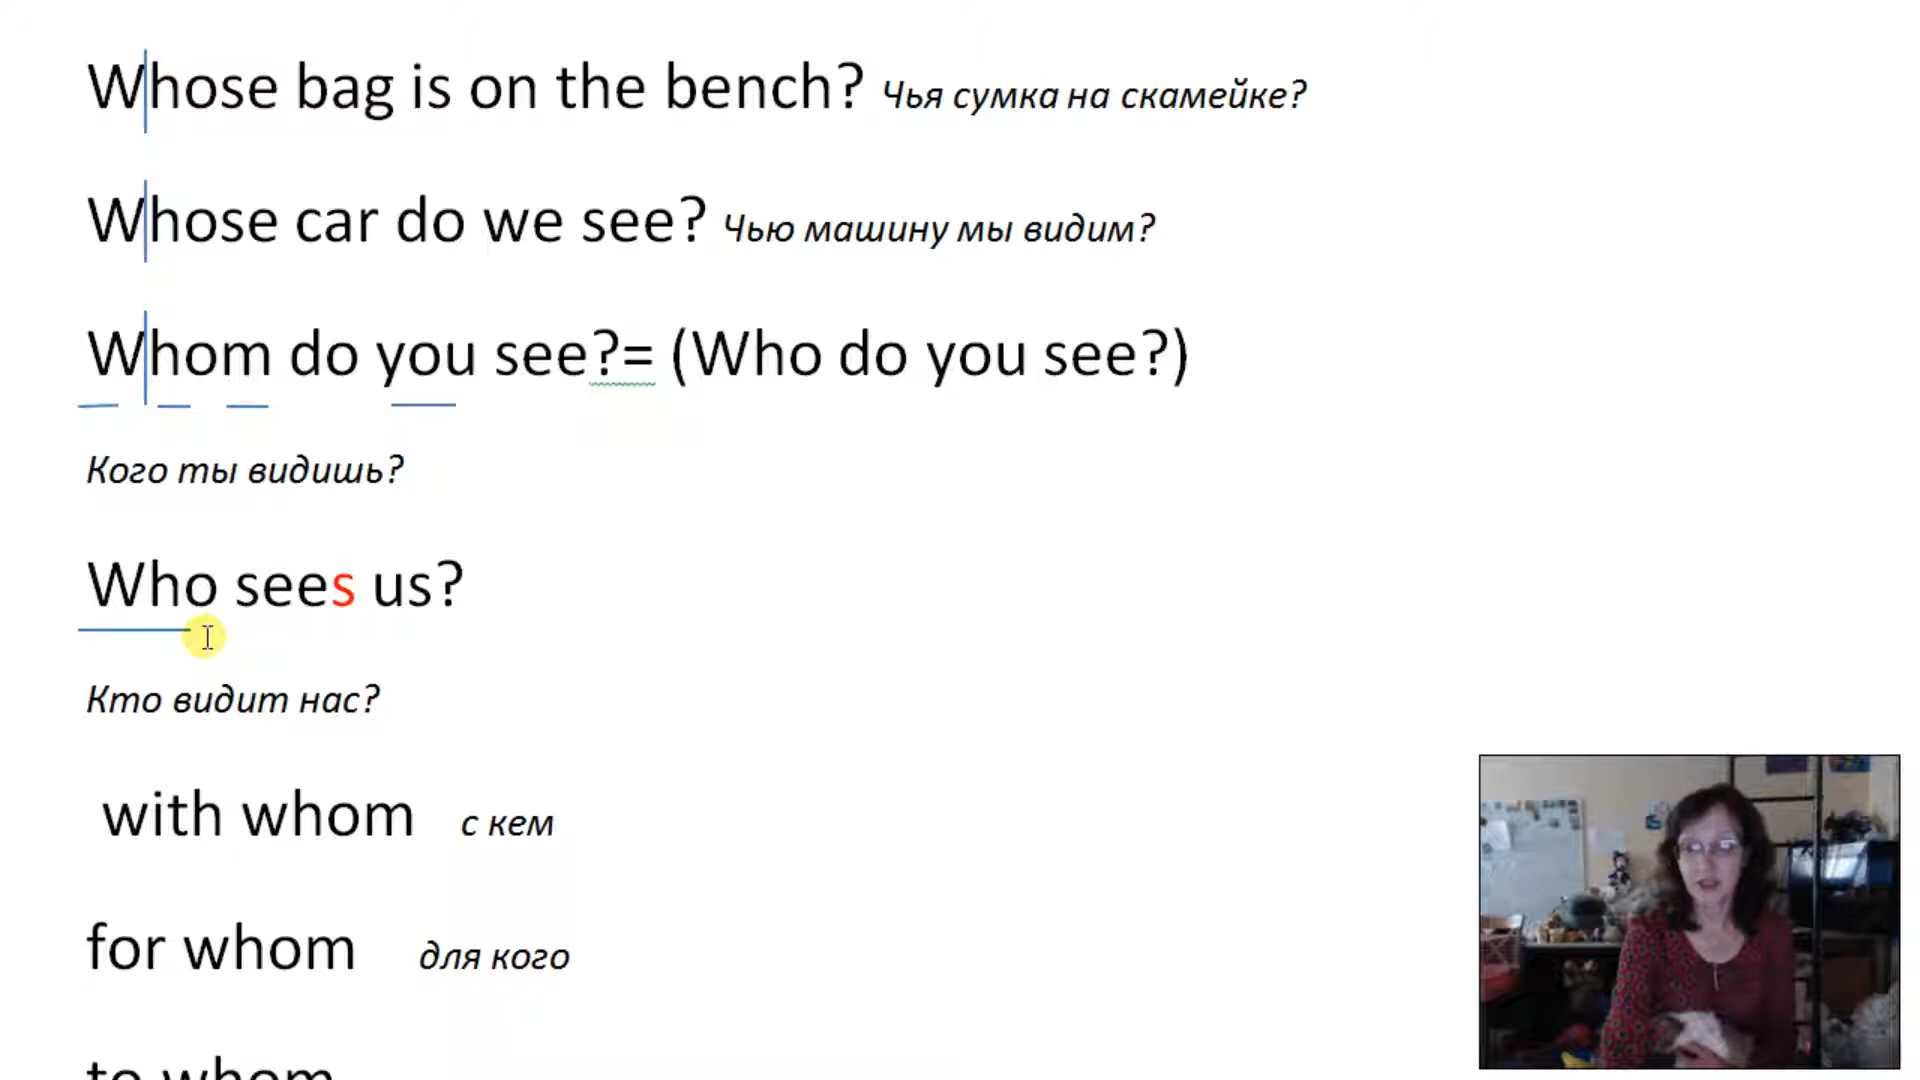 Whose bag is on the bench? Чья сумка на скамейке?
Whose car do we see? Чью машину мы видим?
Whom do you see?= (Who do you see?)
Кого ты видишь?
Who sees us?
Кто видит нас?
with whom с кем
for whom для кого
to whom